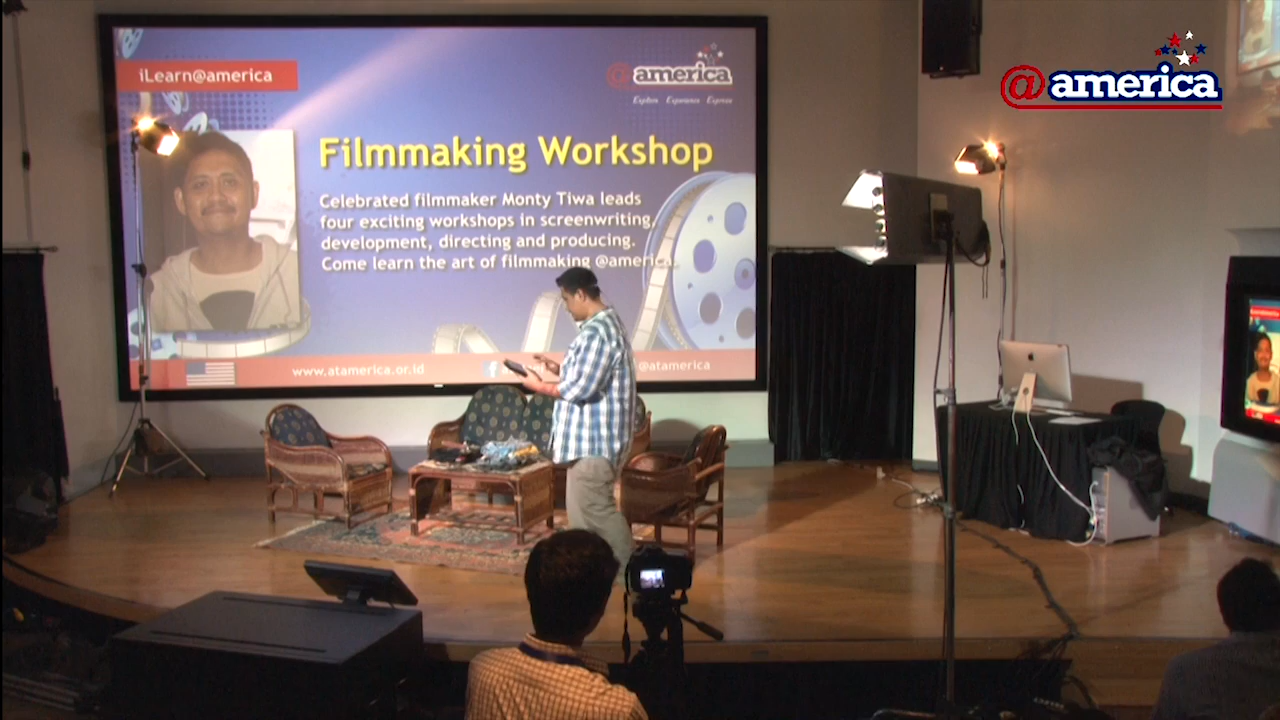 iLearn@america
@america
Explore Experience Express
Filmmaking Workshop
Celebrated filmmaker Monty Tiwa leads
four exciting workshops in screenwriting,
development, directing and producing.
Come learn the art of filmmaking @america.
www.atamerica.or.id
@atamerica
@america